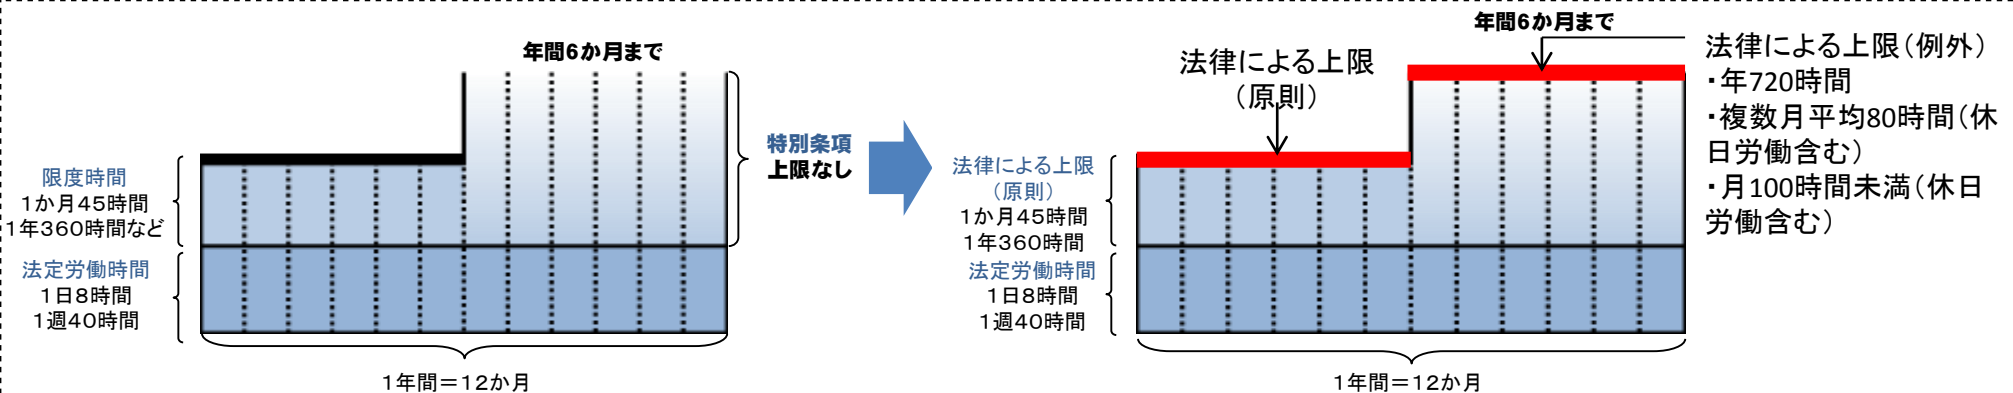 年間6か月まで
限度時間
1か月45時間
1年360時間など
法定労働時間
1日8時間
1週40時間
特別条項
上限なし
1年間=12か月
年間6か月まで
法律による上限
(原則)
法律による上限
(原則)
1か月45時間
1年360時間
法定労働時間
1日8時間
1週40時間
1年間=12か月
法律による上限(例外)
・年720時間
・複数月平均80時間(休
日労働含む)
・月100時間未満(休日
労働含む)